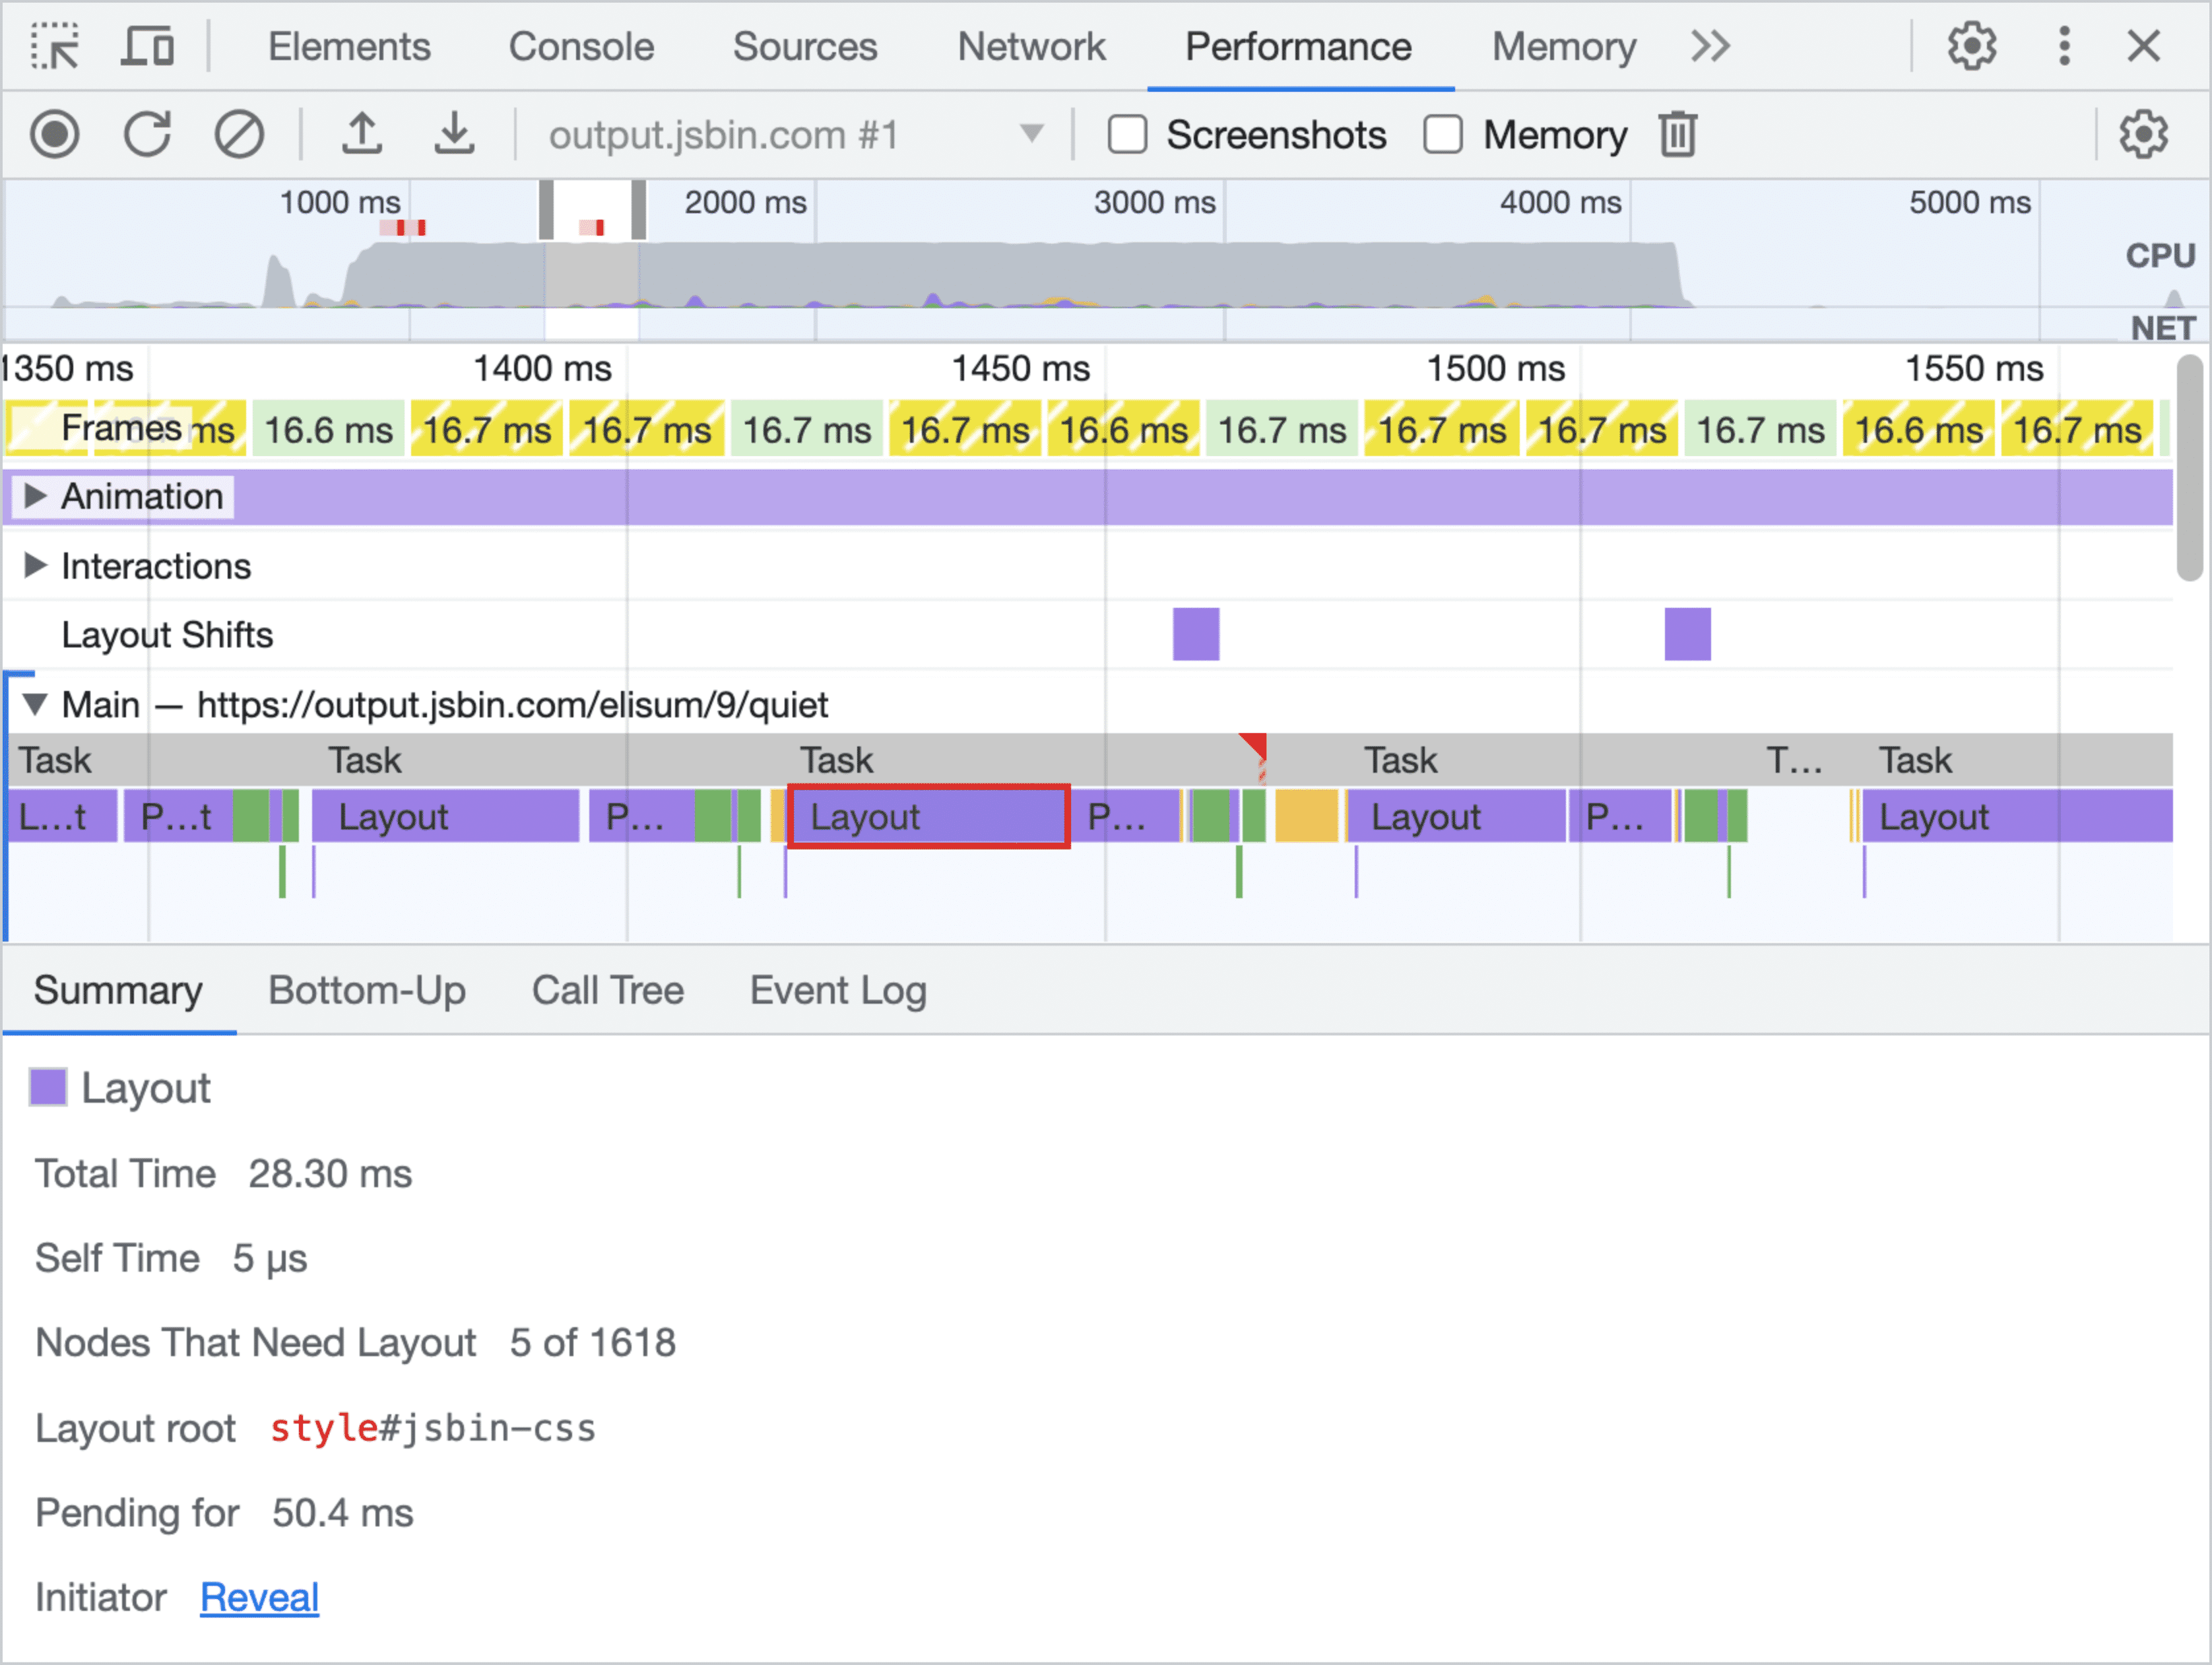 Elements Console Sources Network Performance Memory
output.jsbin.com #1 Screenshots Memory
1000 ms 2000 ms 3000 ms 4000 ms 5000 ms
CPU
NET
1350 ms 1400 ms 1450 ms 1500 ms 1550 ms
Frames ms 16.6 ms 16.7 ms 16.7 ms 16.7 ms 16.7 ms 16.6 ms 16.7 ms 16.7 ms 16.7 ms 16.7 ms 16.6 ms 16.7 ms
Animation
Interactions
Layout Shifts
Main — https://output.jsbin.com/elisum/9/quiet
Task Task Task Task T... Task
L...t P...t Layout P... Layout P... Layout P... Layout
Summary Bottom-Up Call Tree Event Log
Layout
Total Time 28.30 ms
Self Time 5 μs
Nodes That Need Layout 5 of 1618
Layout root style#jsbin-css
Pending for 50.4 ms
Initiator Reveal